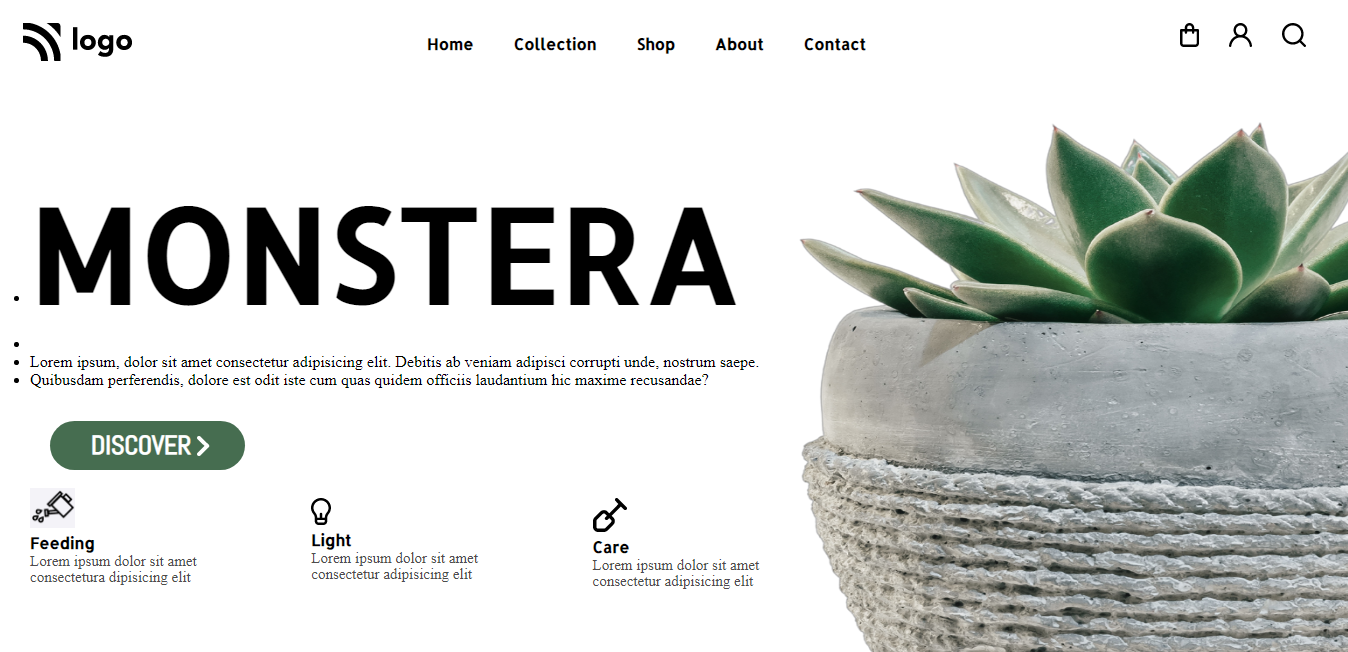 logo
Home Collection Shop About Contact
MONSTERA
Lorem ipsum, dolor sit amet consectetur adipisicing elit. Debitis ab veniam adipisci corrupti unde, nostrum saepe.
Quibusdam perferendis, dolore est odit iste cum quas quidem officiis laudantium hic maxime recusandae?
DISCOVER
Feeding
Lorem ipsum dolor sit amet
consectetura dipisicing elit
Light
Lorem ipsum dolor sit amet
consectetur adipisicing elit
Care
Lorem ipsum dolor sit amet
consectetur adipisicing elit